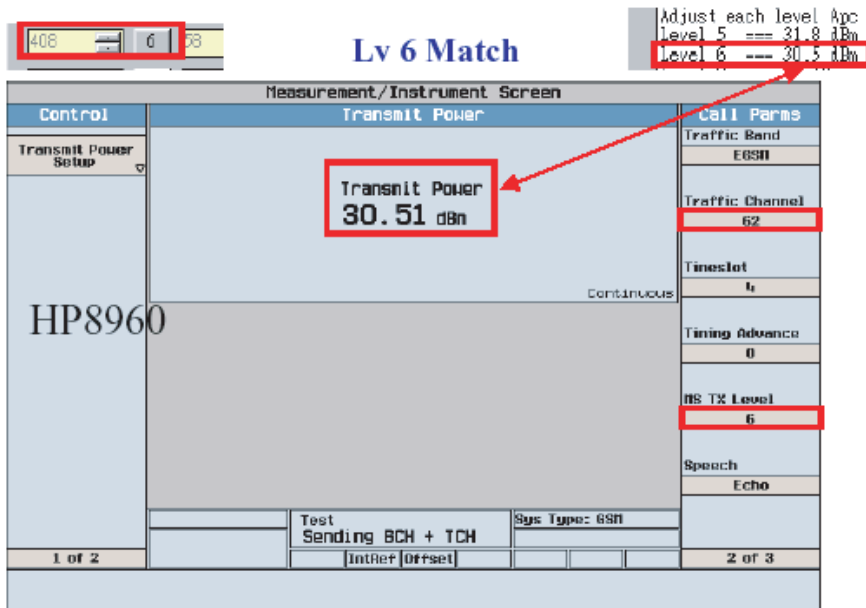 408 6 58
Lv 6 Match
Adjust each level Apc
Level 5 === 31.8 dBm
Level 6 === 30.5 dBm
Measurement/Instrument Screen
Control
Transmit Power
Call Parms
Transmit Power
Setup
Transmit Power
30.51 dBm
Continuous
HP8960
Traffic Band
EGSM
Traffic Channel
62
Timeslot
4
Timing Advance
0
MS TX Level
6
Speech
Echo
Test
Sending BCH + TCH
Sys Type: GSM
1 of 2
IntRef Offset
2 of 3